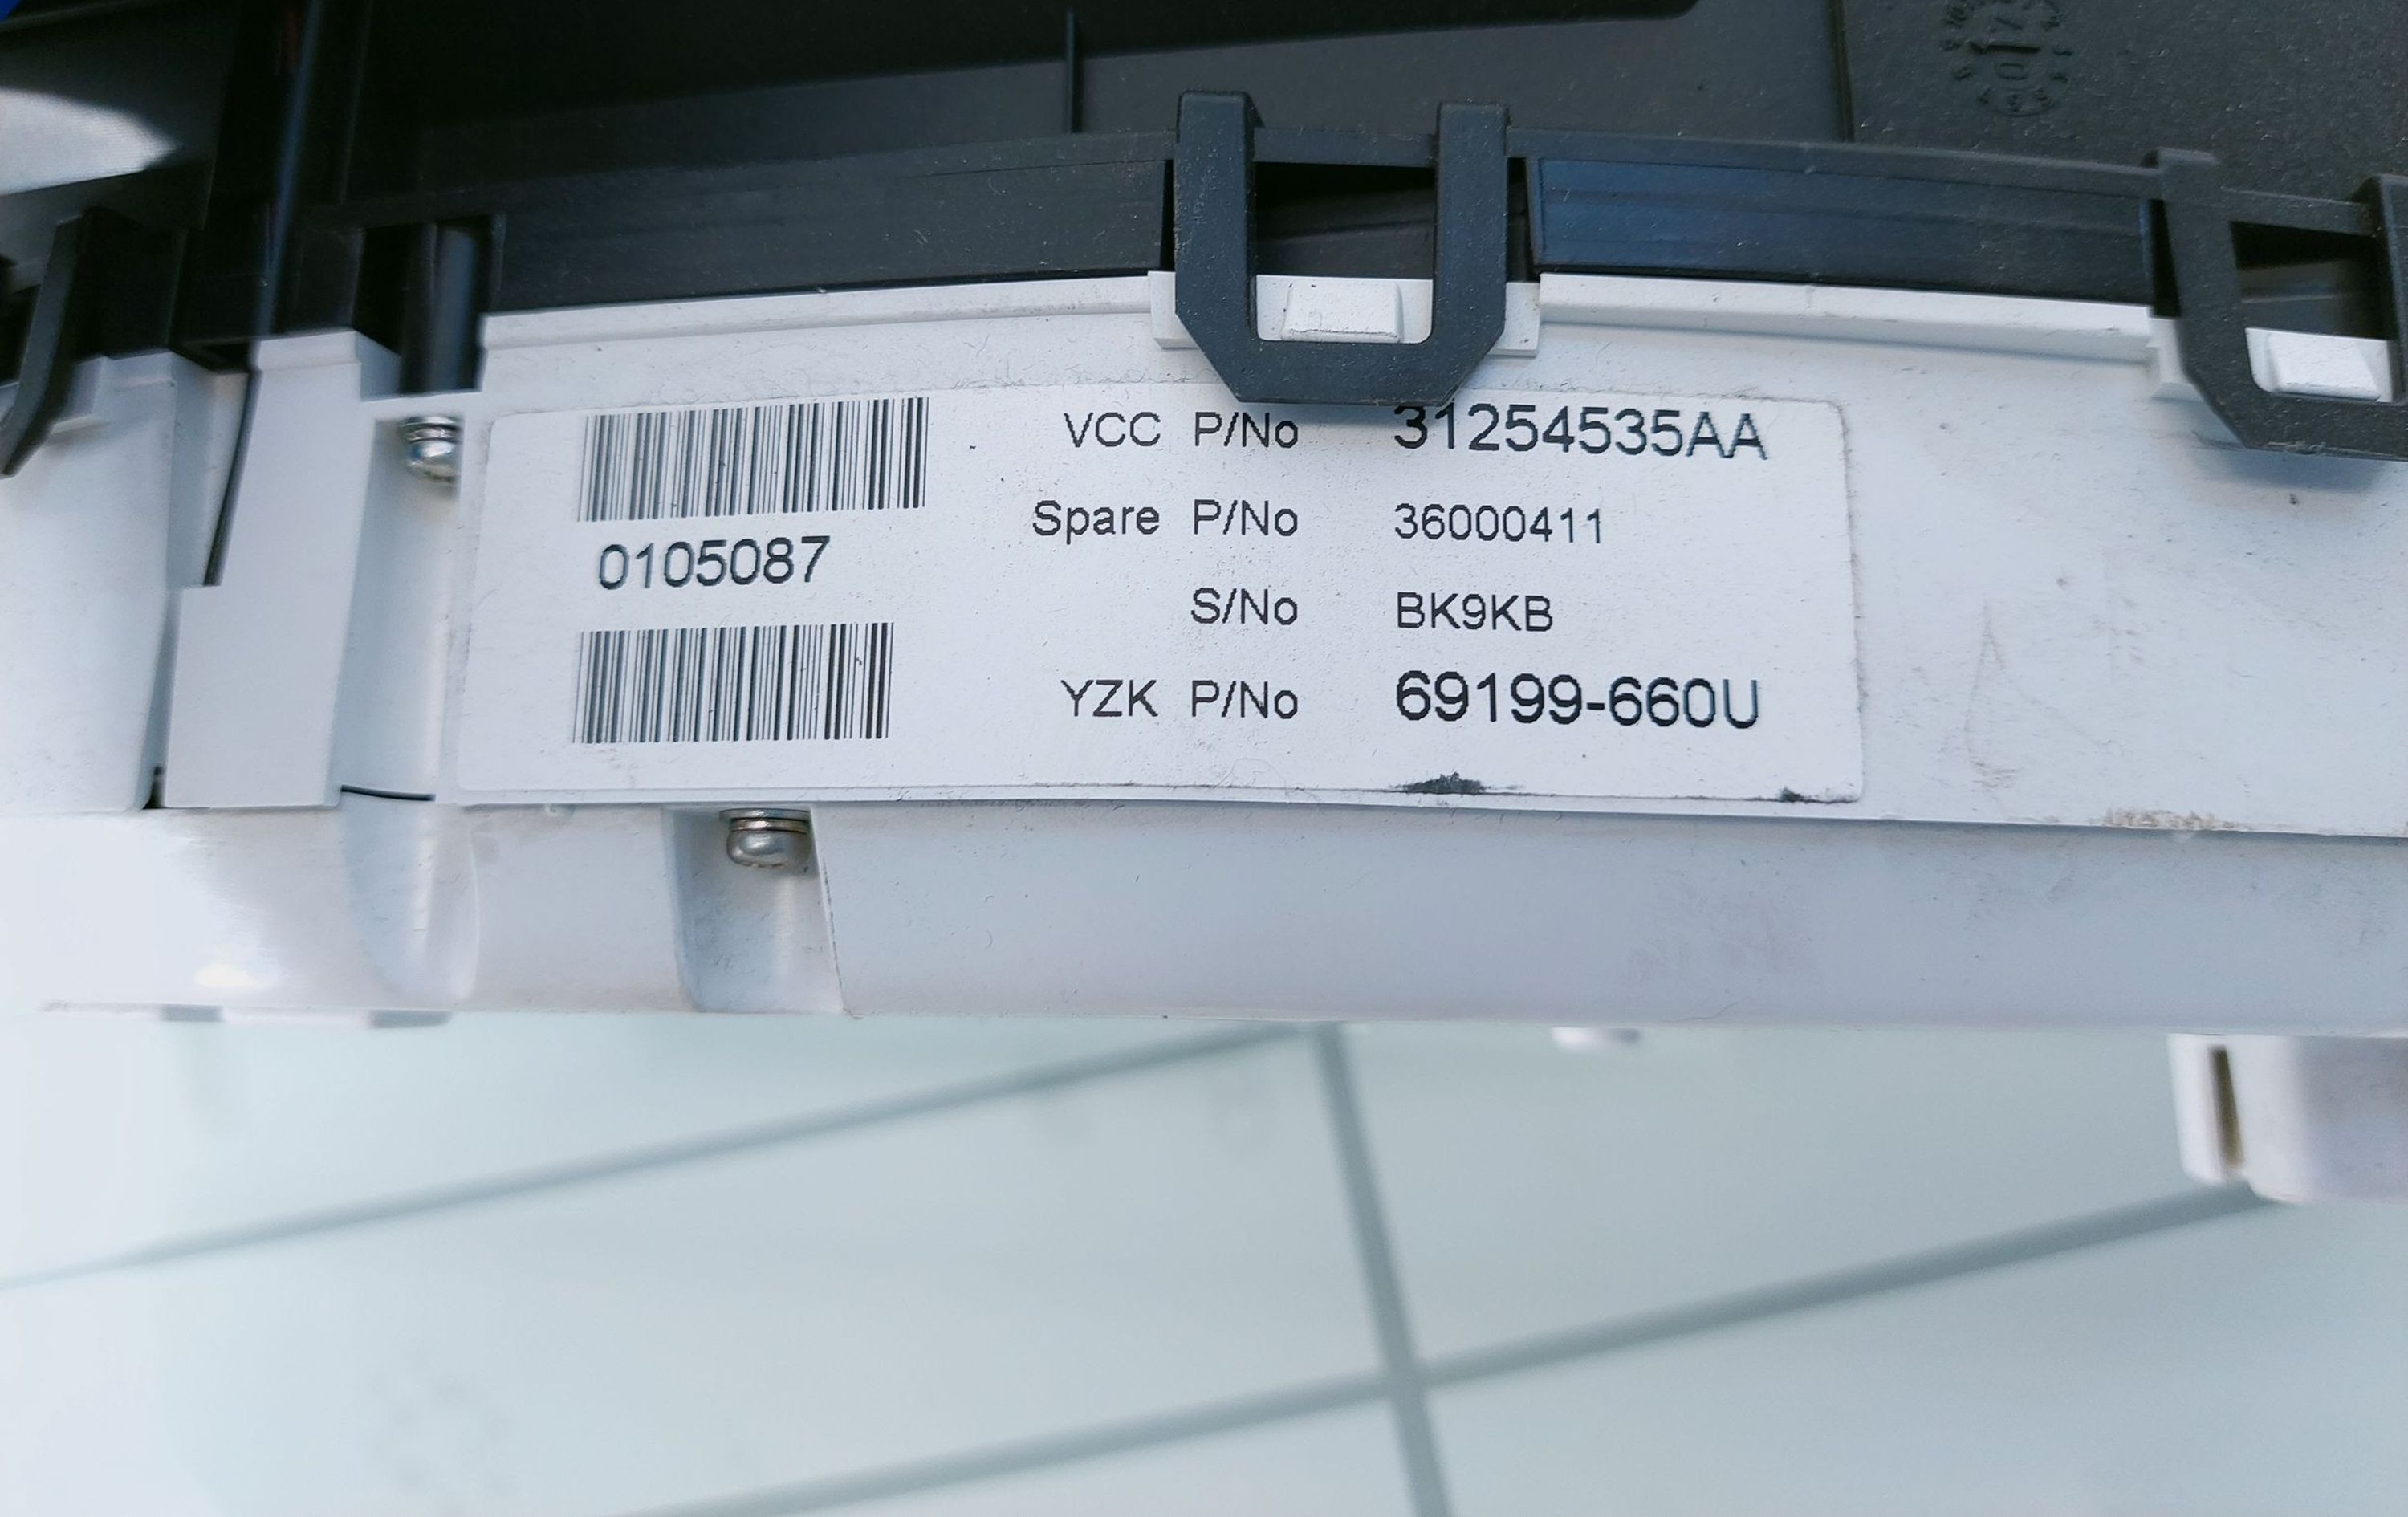 VCC P/No 31254535AA
Spare P/No 36000411
0105087
S/No BK9KB
YZK P/No 69199-660U